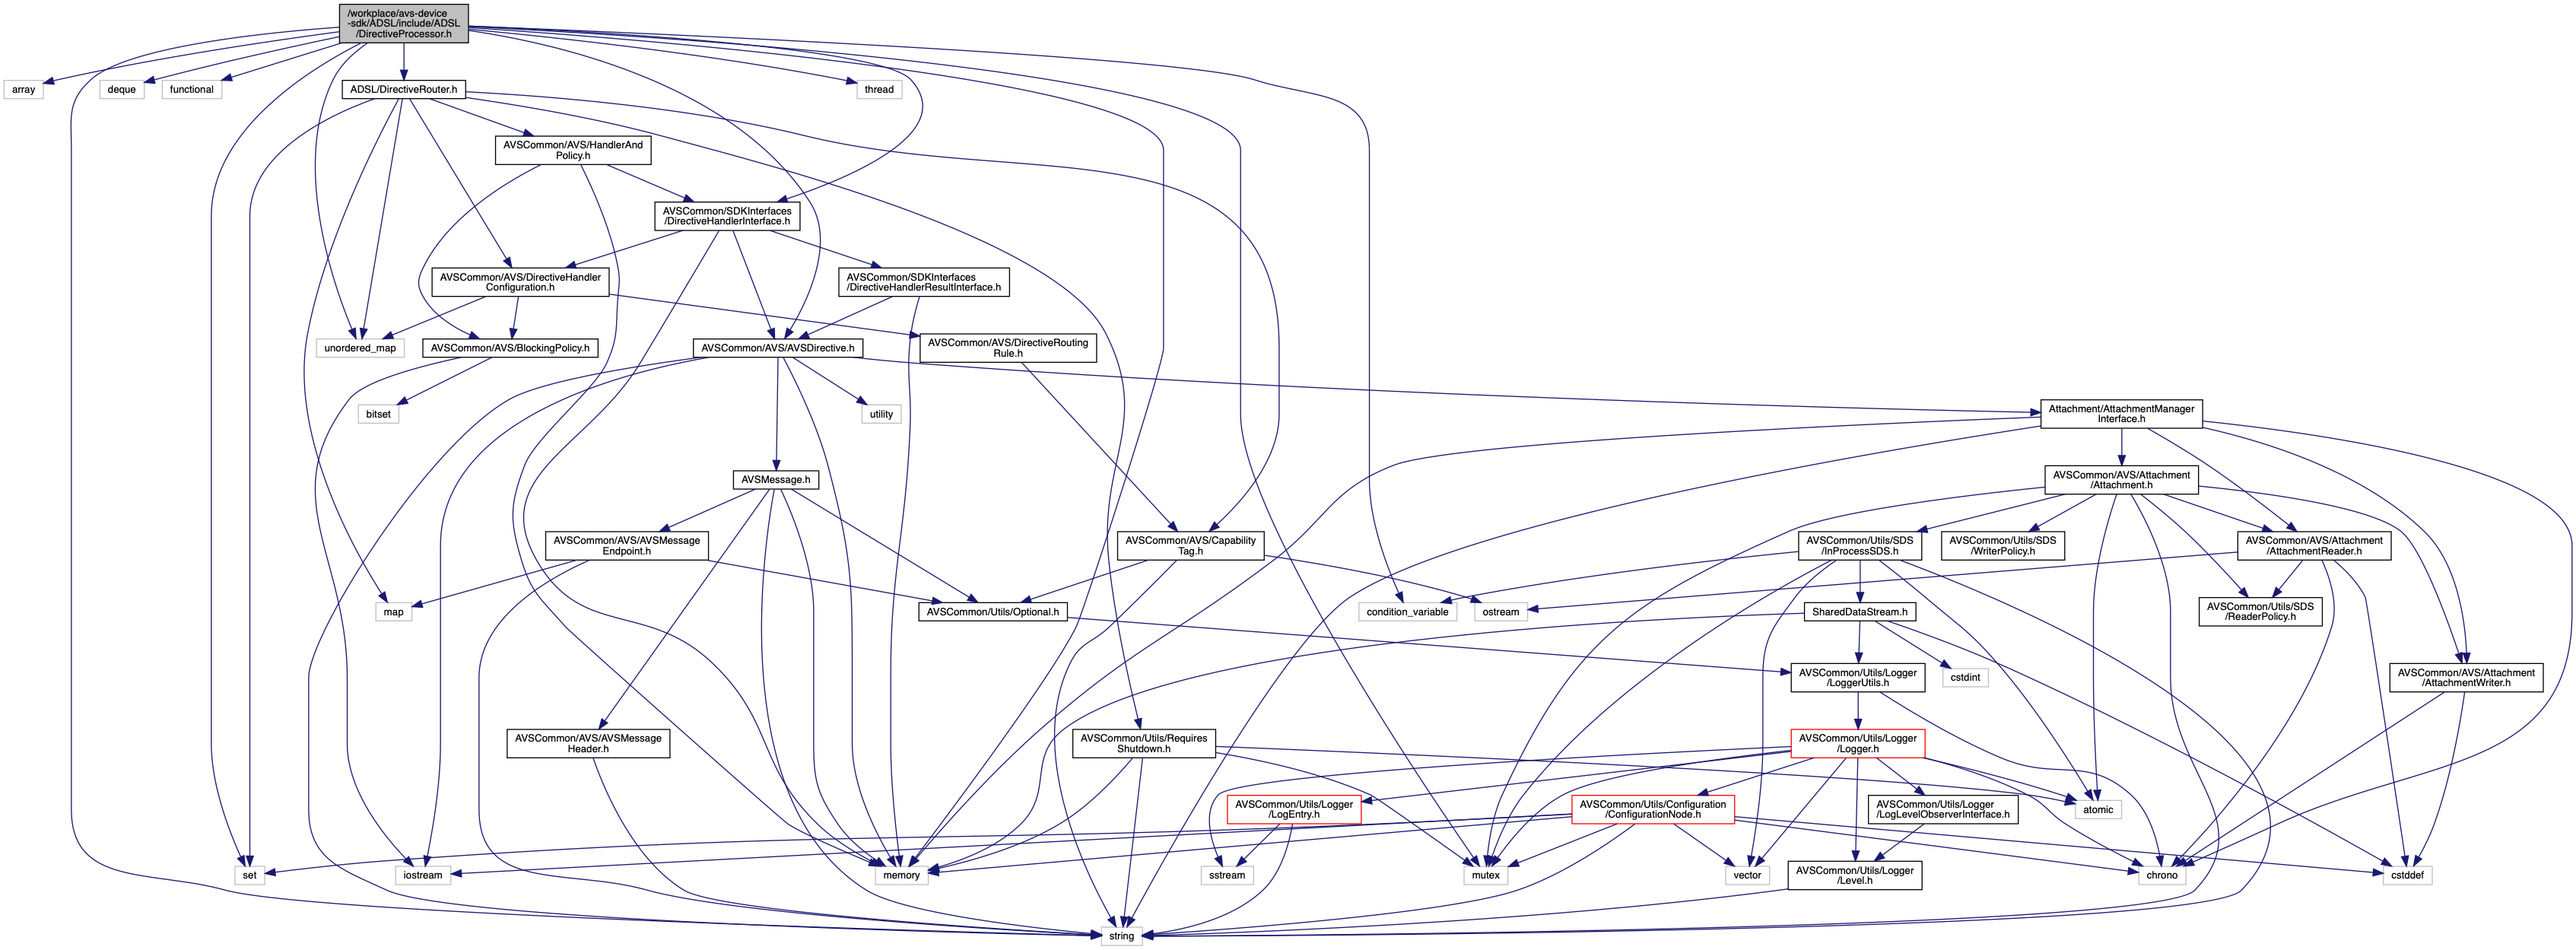 /workplace/avs-device
-sdk/ADSL/include/ADSL
/DirectiveProcessor.h
array
deque
functional
ADSL/DirectiveRouter.h
thread
AVSCommon/AVS/HandlerAnd
Policy.h
AVSCommon/SDKInterfaces
/DirectiveHandlerInterface.h
AVSCommon/AVS/DirectiveHandler
Configuration.h
AVSCommon/SDKInterfaces
/DirectiveHandlerResultInterface.h
unordered_map
AVSCommon/AVS/BlockingPolicy.h
AVSCommon/AVS/AVSDirective.h
AVSCommon/AVS/DirectiveRouting
Rule.h
bitset
utility
Attachment/AttachmentManager
Interface.h
AVSMessage.h
AVSCommon/AVS/Attachment
/Attachment.h
AVSCommon/AVS/AVSMessage
Endpoint.h
AVSCommon/AVS/Capability
Tag.h
AVSCommon/Utils/SDS
/InProcessSDS.h
AVSCommon/Utils/SDS
/WriterPolicy.h
AVSCommon/AVS/Attachment
/AttachmentReader.h
map
AVSCommon/Utils/Optional.h
condition_variable
ostream
SharedDataStream.h
AVSCommon/Utils/SDS
/ReaderPolicy.h
AVSCommon/Utils/Logger
/LoggerUtils.h
cstdint
AVSCommon/AVS/Attachment
/AttachmentWriter.h
AVSCommon/AVS/AVSMessage
Header.h
AVSCommon/Utils/Requires
Shutdown.h
AVSCommon/Utils/Logger
/Logger.h
AVSCommon/Utils/Logger
/LogEntry.h
AVSCommon/Utils/Configuration
/ConfigurationNode.h
AVSCommon/Utils/Logger
/LogLevelObserverInterface.h
atomic
set
iostream
memory
sstream
mutex
vector
AVSCommon/Utils/Logger
/Level.h
chrono
cstddef
string